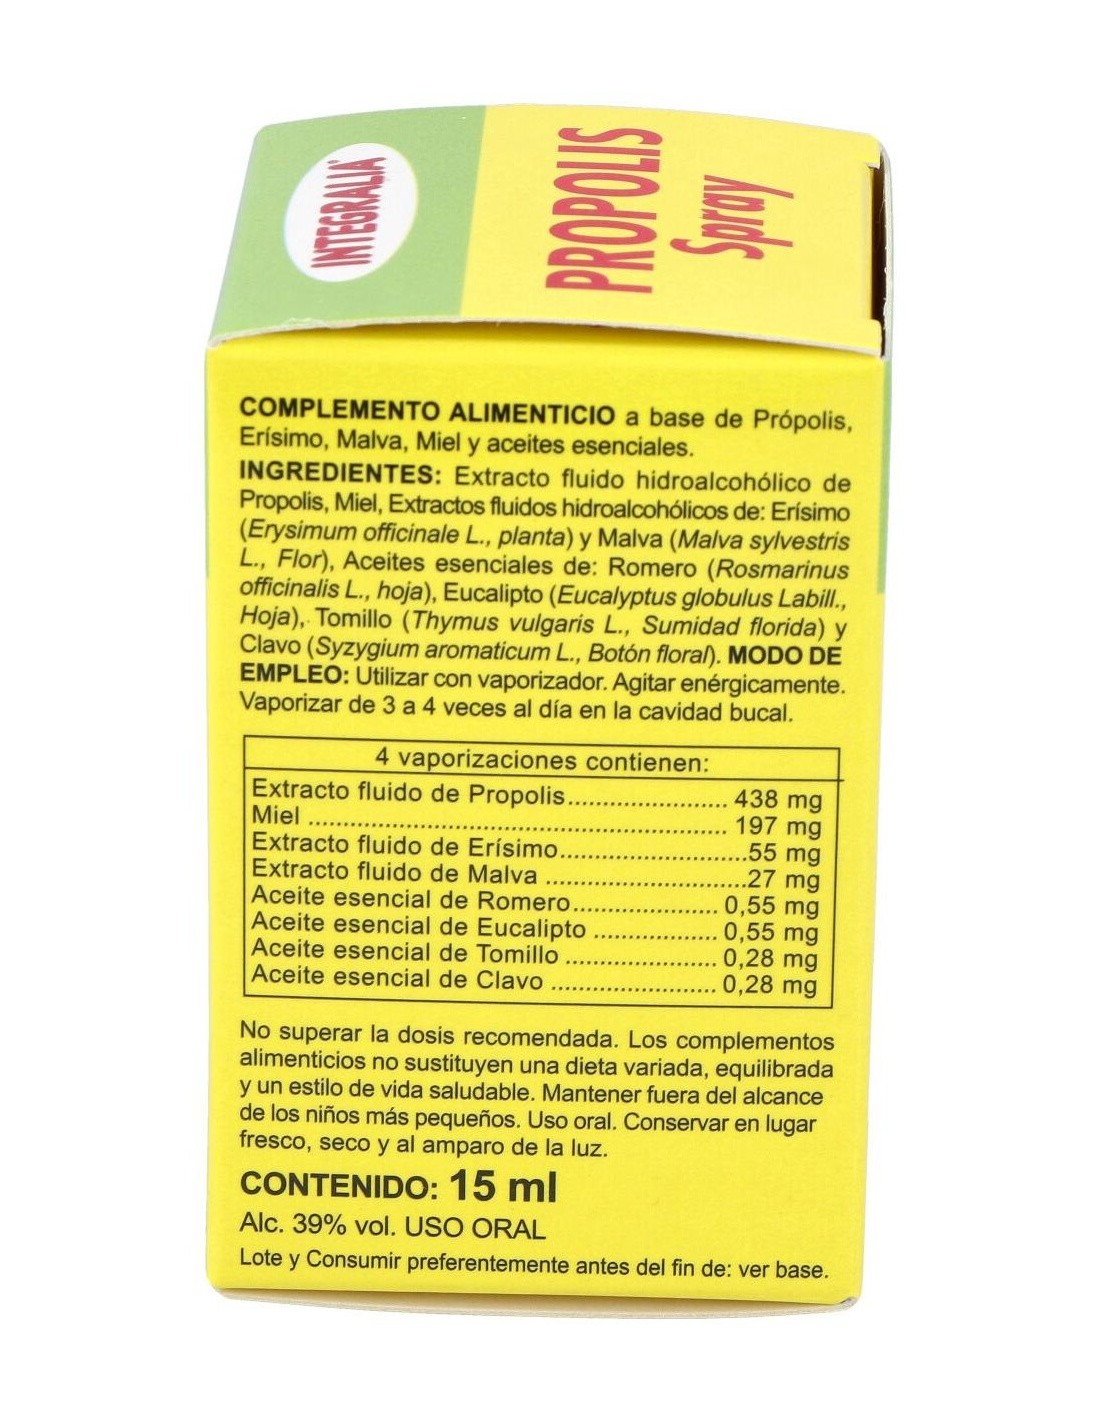 INTEGRALIA®
PROPOLIS
Spray
COMPLEMENTO ALIMENTICIO a base de Própolis,
Erísimo, Malva, Miel y aceites esenciales.
INGREDIENTES: Extracto fluido hidroalcohólico de
Propolis, Miel, Extractos fluidos hidroalcohólicos de: Erísimo
(Erysimum officinale L., planta) y Malva (Malva sylvestris
L., Flor), Aceites esenciales de: Romero (Rosmarinus
officinalis L., hoja), Eucalipto (Eucalyptus globulus Labill.,
Hoja), Tomillo (Thymus vulgaris L., Sumidad florida) y
Clavo (Syzygium aromaticum L., Botón floral). MODO DE
EMPLEO: Utilizar con vaporizador. Agitar enérgicamente.
Vaporizar de 3 a 4 veces al día en la cavidad bucal.
4 vaporizaciones contienen:
Extracto fluido de Propolis........................ 438 mg
Miel ............................................................... 197 mg
Extracto fluido de Erísimo............................55 mg
Extracto fluido de Malva ..............................27 mg
Aceite esencial de Romero..................... 0,55 mg
Aceite esencial de Eucalipto .................. 0,55 mg
Aceite esencial de Tomillo ...................... 0,28 mg
Aceite esencial de Clavo ........................ 0,28 mg
No superar la dosis recomendada. Los complementos
alimenticios no sustituyen una dieta variada, equilibrada
y un estilo de vida saludable. Mantener fuera del alcance
de los niños más pequeños. Uso oral. Conservar en lugar
fresco, seco y al amparo de la luz.
CONTENIDO: 15 ml
Alc. 39% vol. USO ORAL
Lote y Consumir preferentemente antes del fin de: ver base.